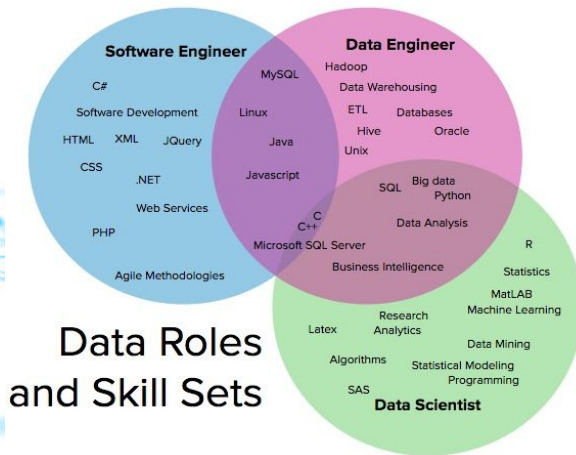 Software Engineer
C#
Software Development
HTML
XML
JQuery
CSS
.NET
Web Services
PHP
Agile Methodologies
MySQL
Linux
Java
Javascript
C
C++
Microsoft SQL Server
Data Engineer
Hadoop
Data Warehousing
ETL
Databases
Hive
Oracle
Unix
SQL
Big data
Python
Data Analysis
Business Intelligence
R
Statistics
MatLAB
Machine Learning
Research
Analytics
Latex
Data Mining
Algorithms
Statistical Modeling
Programming
SAS
Data Scientist
Data Roles
and Skill Sets